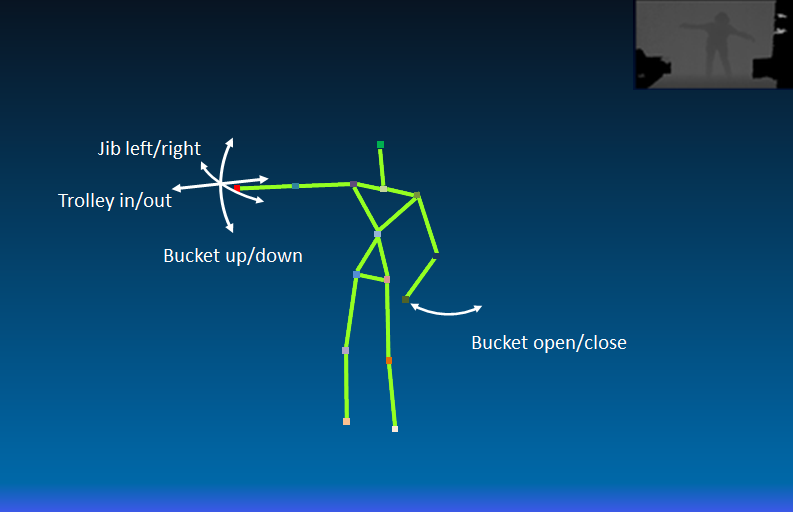 Jib left/right
Trolley in/out
Bucket up/down
Bucket open/close